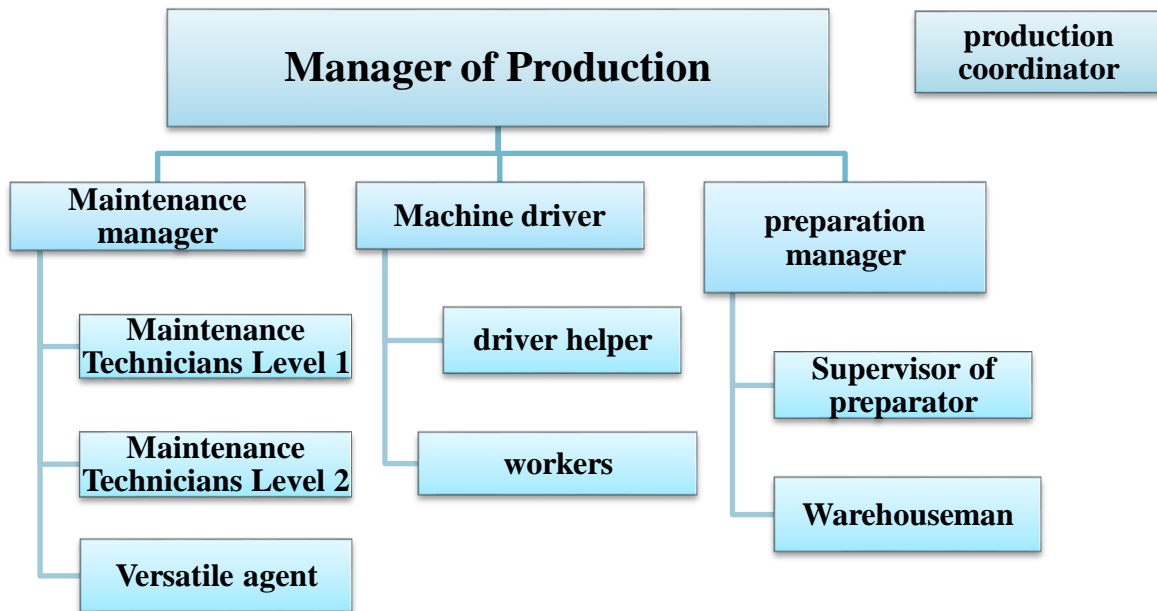 Manager of Production
production
coordinator
Maintenance
manager
Machine driver
preparation
manager
Maintenance
Technicians Level 1
driver helper
Supervisor of
preparator
Maintenance
Technicians Level 2
workers
Warehouseman
Versatile agent